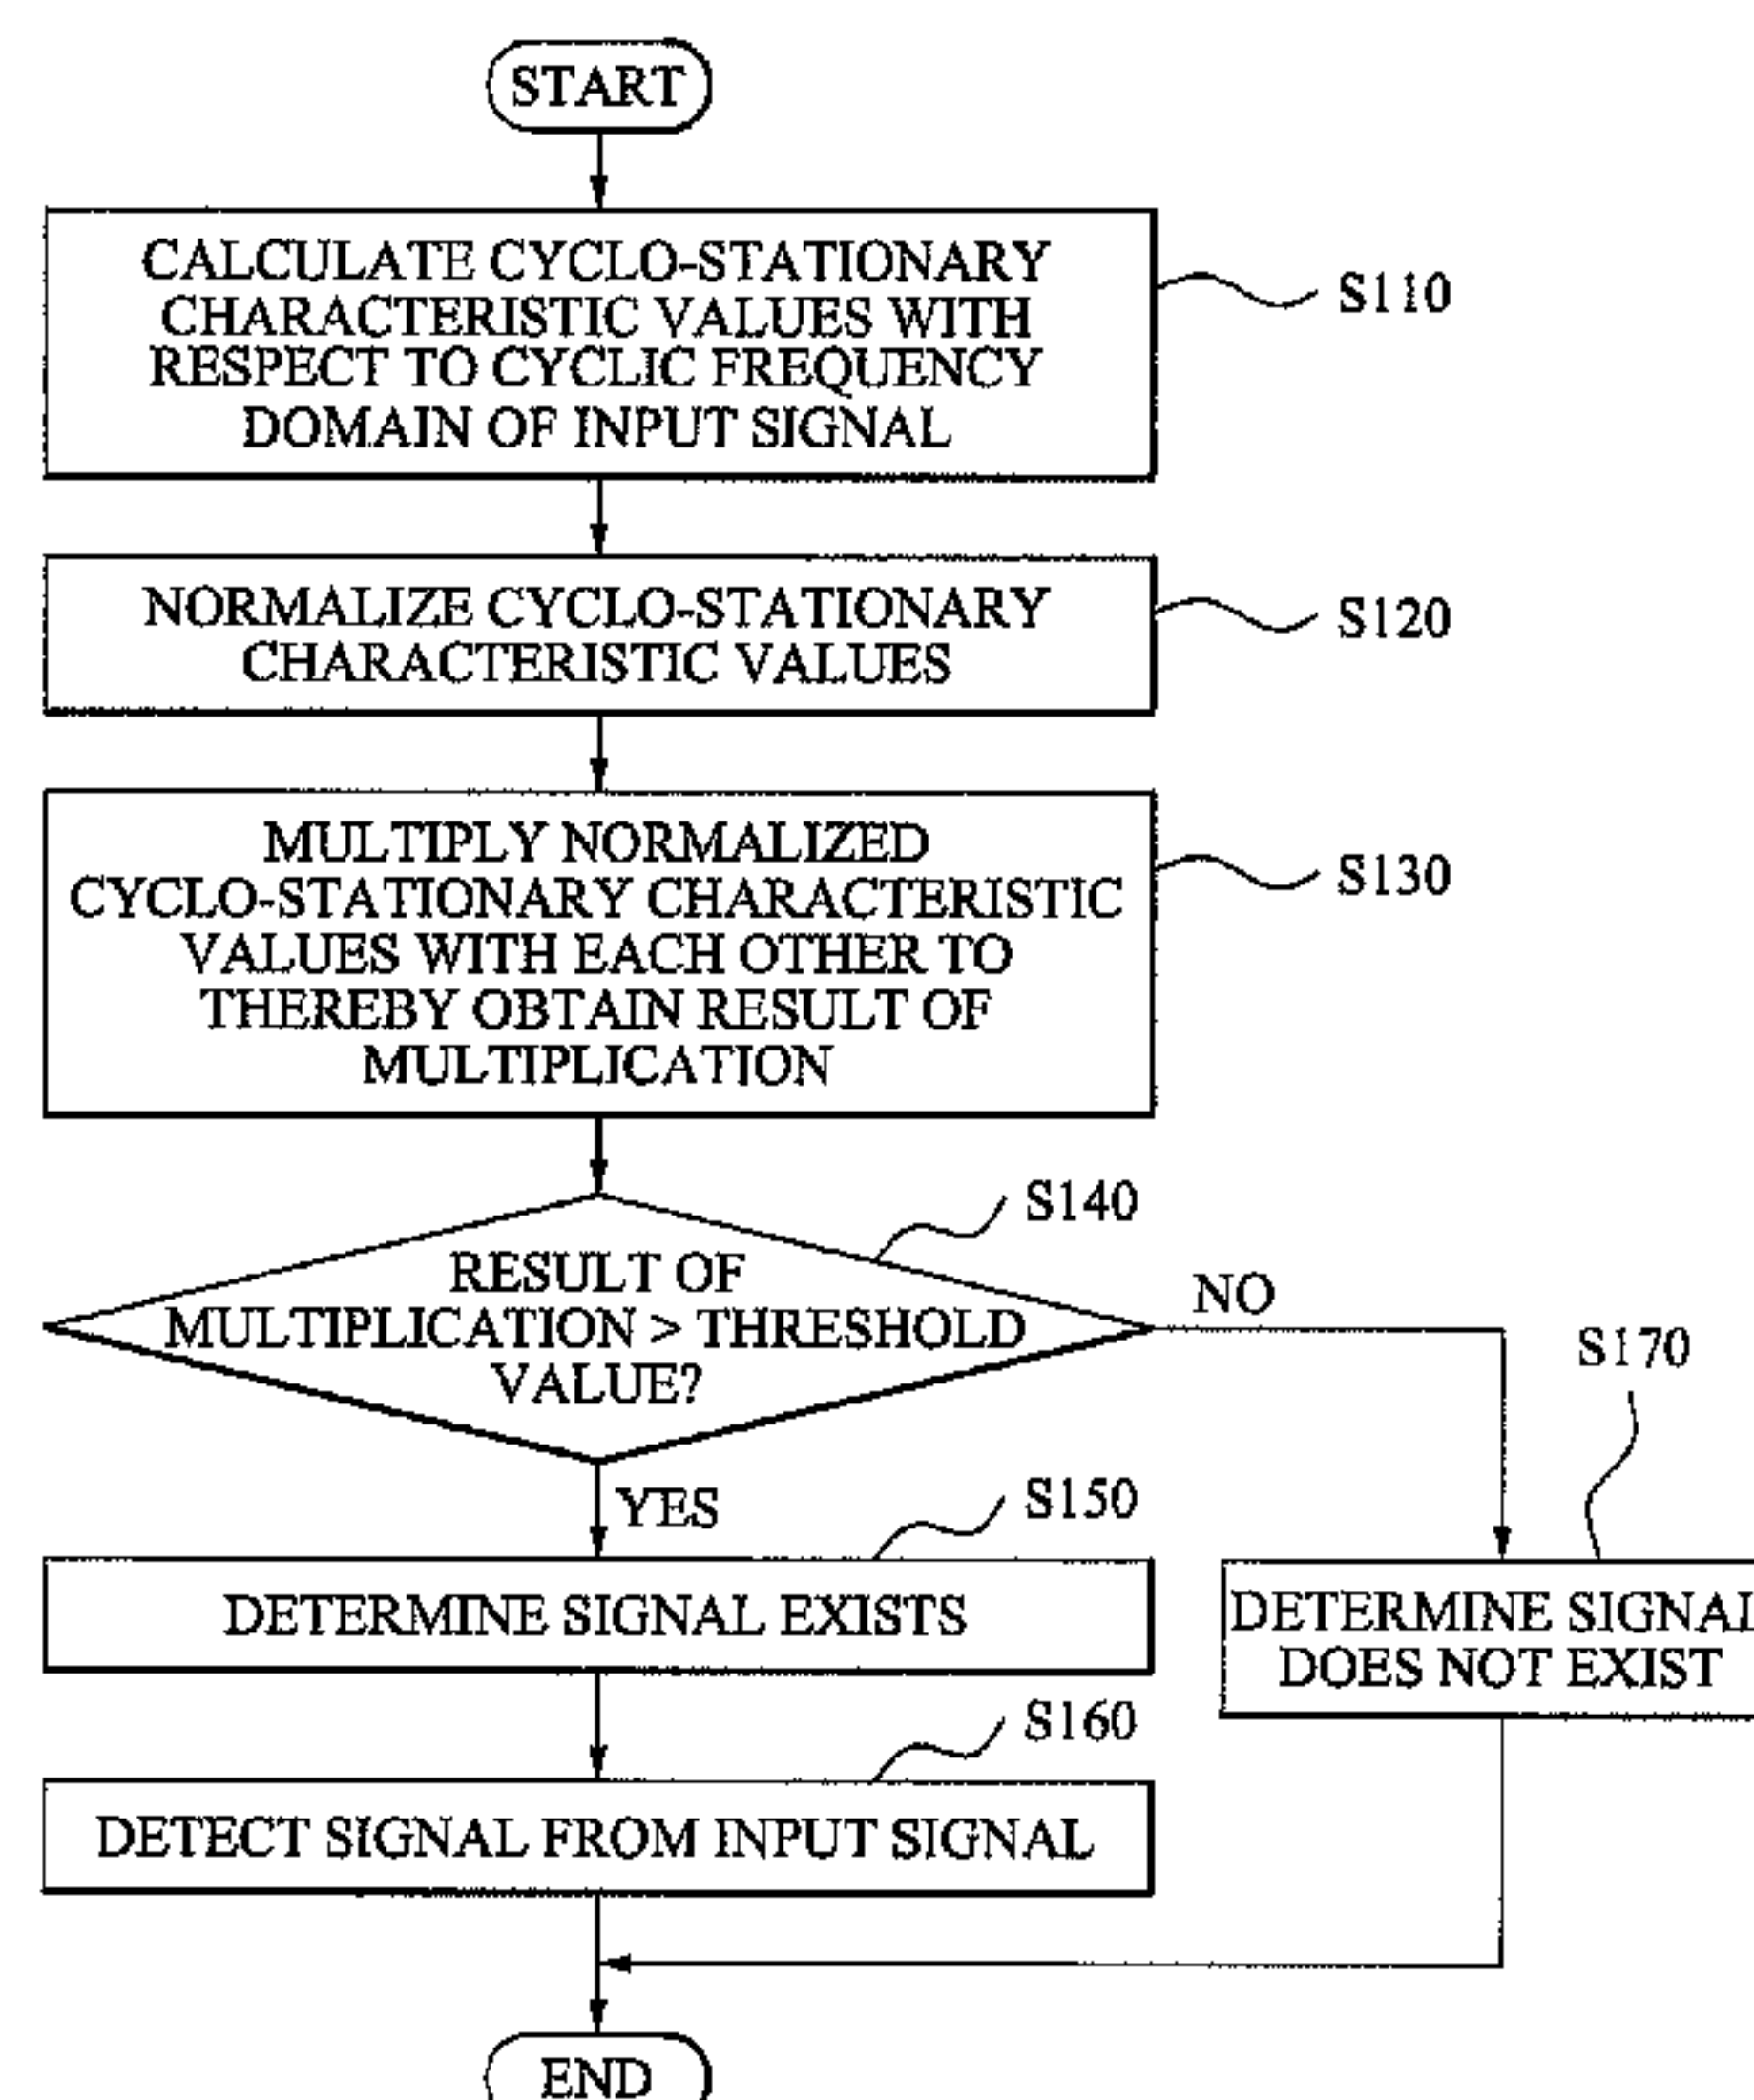 START
CALCULATE CYCLO-STATIONARY
CHARACTERISTIC VALUES WITH
RESPECT TO CYCLIC FREQUENCY
DOMAIN OF INPUT SIGNAL
S110
NORMALIZE CYCLO-STATIONARY
CHARACTERISTIC VALUES
S120
MULTIPLY NORMALIZED
CYCLO-STATIONARY CHARACTERISTIC
VALUES WITH EACH OTHER TO
THEREBY OBTAIN RESULT OF
MULTIPLICATION
S130
S140
RESULT OF
MULTIPLICATION > THRESHOLD
VALUE?
NO
S170
YES
S150
DETERMINE SIGNAL EXISTS
DETERMINE SIGNAL
DOES NOT EXIST
S160
DETECT SIGNAL FROM INPUT SIGNAL
END